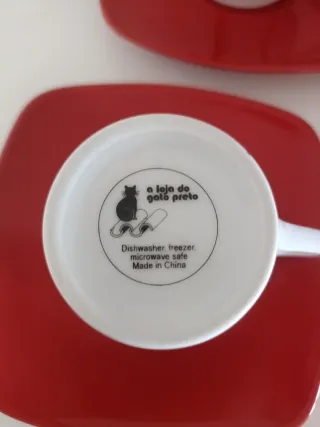 a loja do
gato preto
Dishwasher, freezer,
microwave safe
Made in China